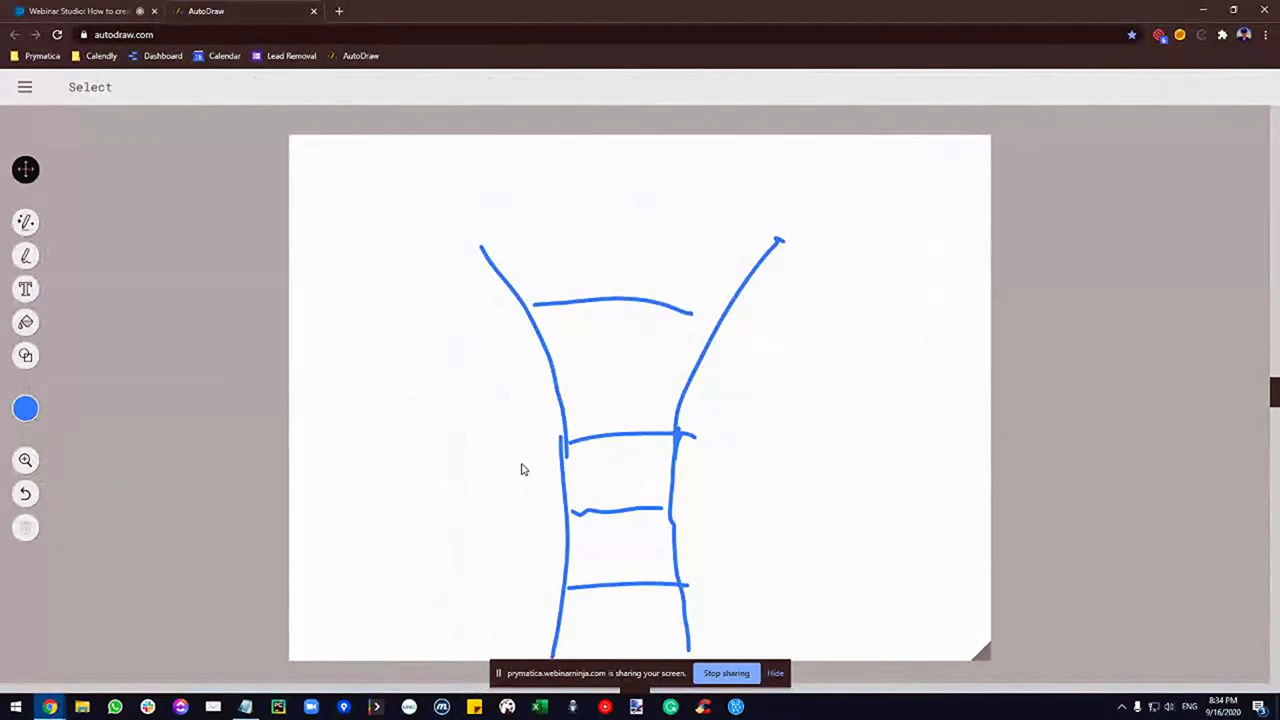 Webinar Studio: How to cre
AutoDraw
autodraw.com
Prymatica
Calendly
Dashboard
Calendar
Lead Removal
AutoDraw
Select
T
prymatica.webinarninja.com is sharing your screen.
Stop sharing
Hide
ENG
8:34 PM
9/16/2020